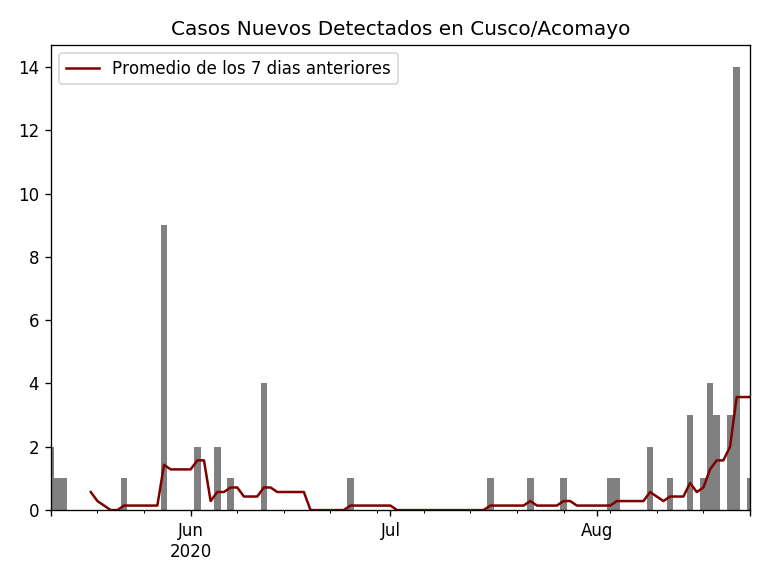 Casos Nuevos Detectados en Cusco/Acomayo
Promedio de los 7 dias anteriores
14
12
10
8
6
4
2
0
Jun
2020
Jul
Aug